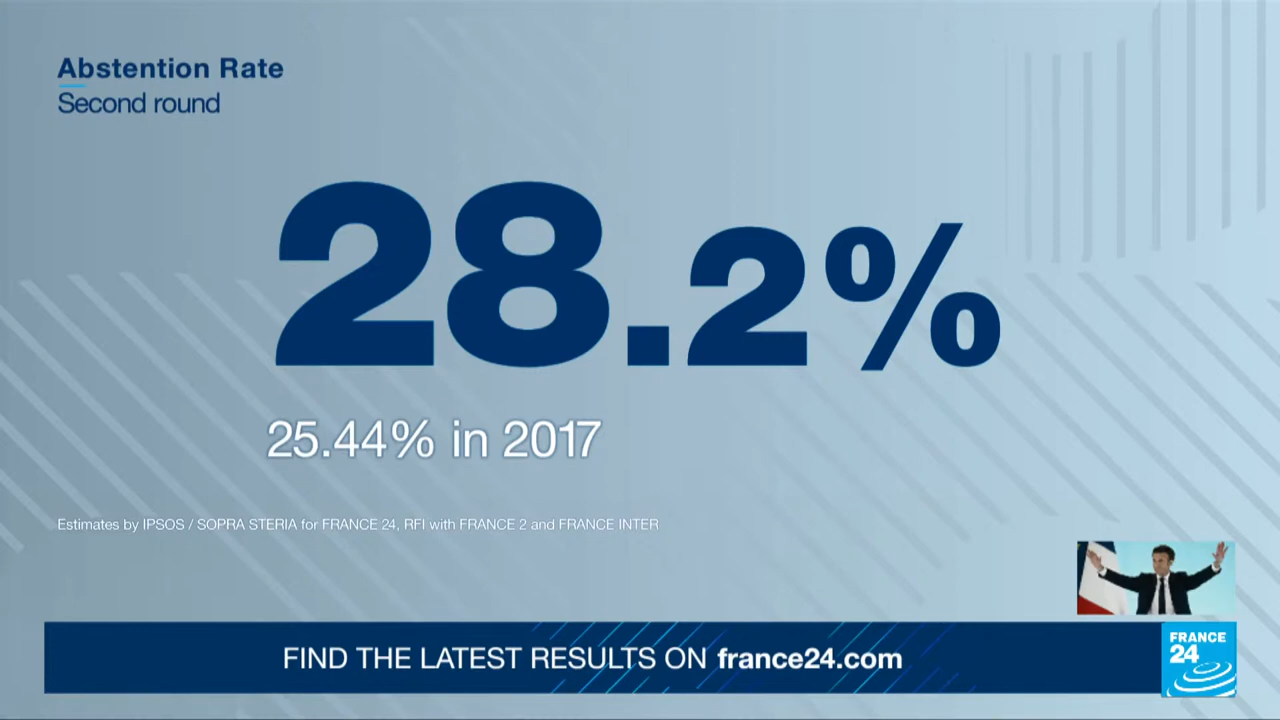 Abstention Rate
Second round
28.2%
25.44% in 2017
Estimates by IPSOS / SOPRA STERIA for FRANCE 24, RFI with FRANCE 2 and FRANCE INTER
FIND THE LATEST RESULTS ON france24.com
FRANCE
24